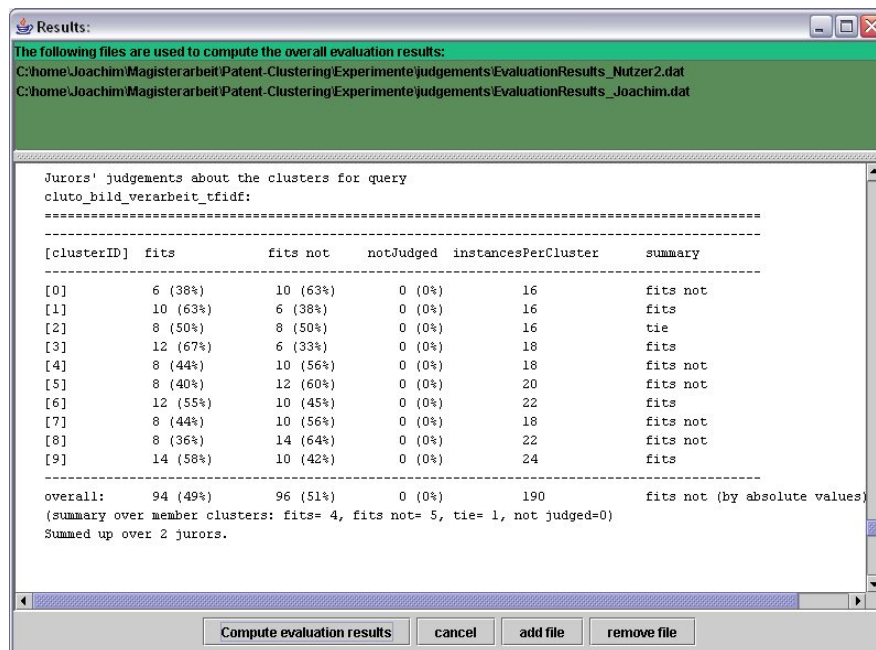 Results:
The following files are used to compute the overall evaluation results:
C:\home\Joachim\Magisterarbeit\Patent-Clustering\Experimente\judgements\EvaluationResults_Nutzer2.dat
C:\home\Joachim\Magisterarbeit\Patent-Clustering\Experimente\judgements\EvaluationResults_Joachim.dat
Jurors' judgements about the clusters for query
cluto_bild_verarbeit_tfidf:
[clusterID] fits fits not notJudged instancesPerCluster summary
[0] 6 (38%) 10 (63%) 0 (0%) 16 fits not
[1] 10 (63%) 6 (38%) 0 (0%) 16 fits
[2] 8 (50%) 8 (50%) 0 (0%) 16 tie
[3] 12 (67%) 6 (33%) 0 (0%) 18 fits
[4] 8 (44%) 10 (56%) 0 (0%) 18 fits not
[5] 8 (40%) 12 (60%) 0 (0%) 20 fits not
[6] 12 (55%) 10 (45%) 0 (0%) 22 fits
[7] 8 (44%) 10 (56%) 0 (0%) 18 fits not
[8] 8 (36%) 14 (64%) 0 (0%) 22 fits not
[9] 14 (58%) 10 (42%) 0 (0%) 24 fits
overall: 94 (49%) 96 (51%) 0 (0%) 190 fits not (by absolute values)
(summary over member clusters: fits= 4, fits not= 5, tie= 1, not judged=0)
Summed up over 2 jurors.
Compute evaluation results cancel add file remove file